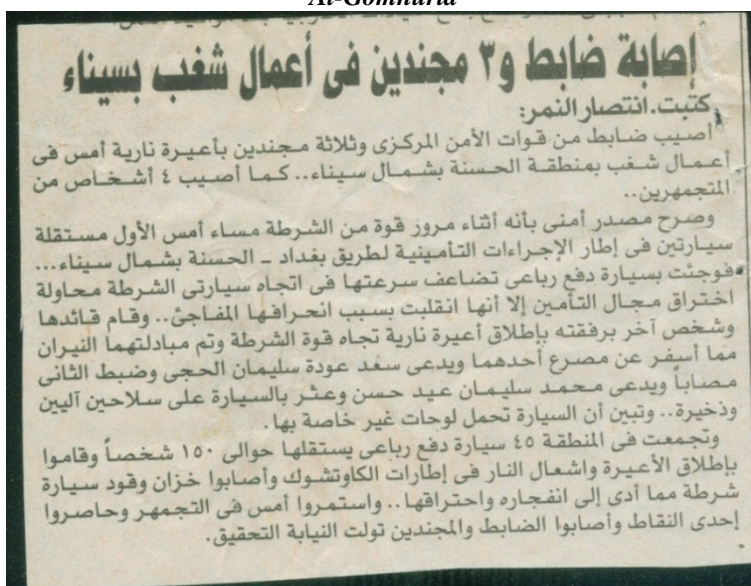 Al-Gomhuria
إصابة ضابط و٣ مجندين فى أعمال شغب بسيناء
كتبت. انتصار النمر:
أصيب ضابط من قوات الأمن المركزى وثلاثة مجندين بأعيرة نارية أمس فى
أعمال شغب بمنطقة الحسنة بشمال سيناء.. كما أصيب ٤ أشخاص من
المتجمهرين..
وصرح مصدر أمنى بأنه أثناء مرور قوة من الشرطة مساء أمس الأول مستقلة
سيارتين فى إطار الإجراءات التأمينية لطريق بغداد - الحسنة بشمال سيناء...
فوجئت بسيارة دفع رباعى تضاعف سرعتها فى اتجاه سيارتى الشرطة محاولة
اختراق مجال التأمين إلا أنها انقلبت بسبب انحرافها المفاجئ.. وقام قائدها
وشخص آخر برفقته بإطلاق أعيرة نارية تجاه قوة الشرطة وتم مبادلتهما النيران
مما أسفر عن مصرع أحدهما ويدعى سعد عودة سليمان الحجى وضبط الثانى
مصاباً ويدعى محمد سليمان عيد حسن وعثر بالسيارة على سلاحين آليين
وذخيرة.. وتبين أن السيارة تحمل لوحات غير خاصة بها.
وتجمعت فى المنطقة ٤٥ سيارة دفع رباعى يستقلها حوالى ١٥٠ شخصاً وقاموا
بإطلاق الأعيرة واشعال النار فى إطارات الكاوتشوك وأصابوا خزان وقود سيارة
شرطة مما أدى إلى انفجاره واحتراقها.. واستمروا أمس فى التجمهر وحاصروا
إحدى النقاط وأصابوا الضابط والمجندين تولت النيابة التحقيق.